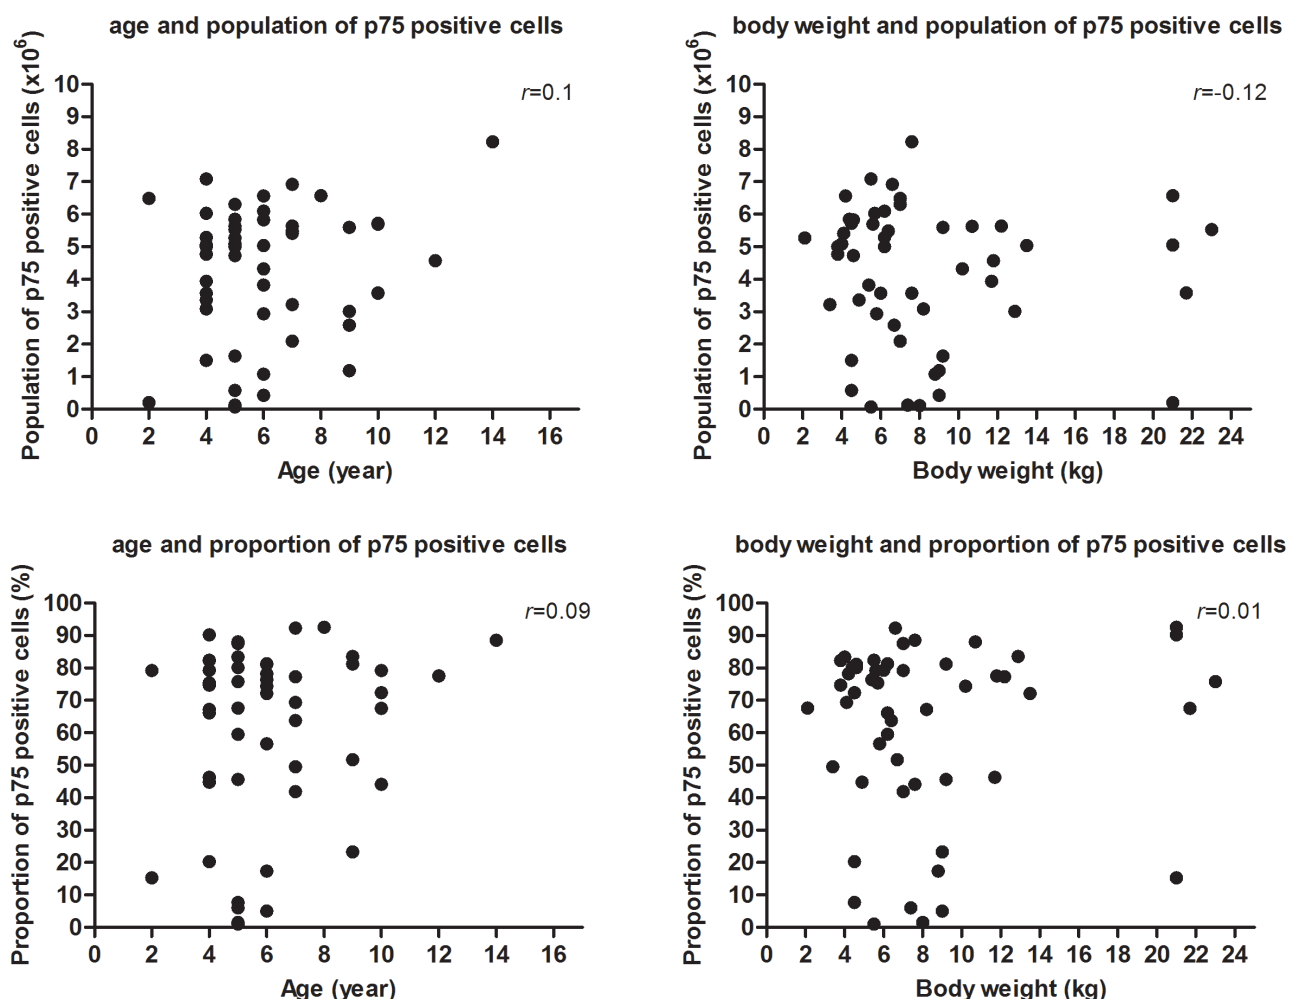 age and population of p75 positive cells
Population of p75 positive cells (x10⁶)
r=0.1
10
9
8
7
6
5
4
3
2
1
0
0 2 4 6 8 10 12 14 16
Age (year)
body weight and population of p75 positive cells
Population of p75 positive cells (x10⁶)
r=-0.12
10
9
8
7
6
5
4
3
2
1
0
0 2 4 6 8 10 12 14 16 18 20 22 24
Body weight (kg)
age and proportion of p75 positive cells
Proportion of p75 positive cells (%)
r=0.09
100
90
80
70
60
50
40
30
20
10
0
0 2 4 6 8 10 12 14 16
Age (year)
body weight and proportion of p75 positive cells
Proportion of p75 positive cells (%)
r=0.01
100
90
80
70
60
50
40
30
20
10
0
0 2 4 6 8 10 12 14 16 18 20 22 24
Body weight (kg)